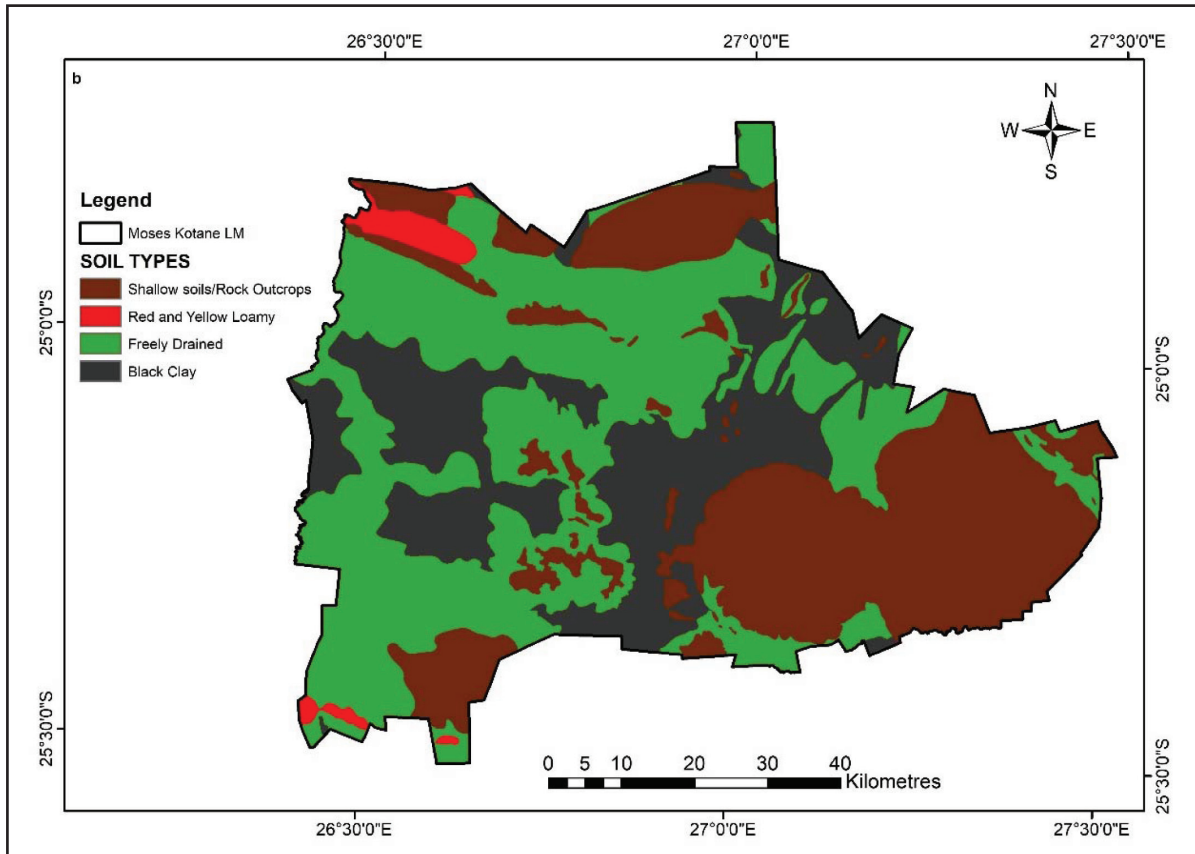 26°30'0"E 27°0'0"E 27°30'0"E
b
N
W E
S
Legend
Moses Kotane LM
SOIL TYPES
Shallow soils/Rock Outcrops
Red and Yellow Loamy
Freely Drained
Black Clay
25°0'0"S
25°0'0"S
25°30'0"S
25°30'0"S
0 5 10 20 30 40
Kilometres
26°30'0"E 27°0'0"E 27°30'0"E